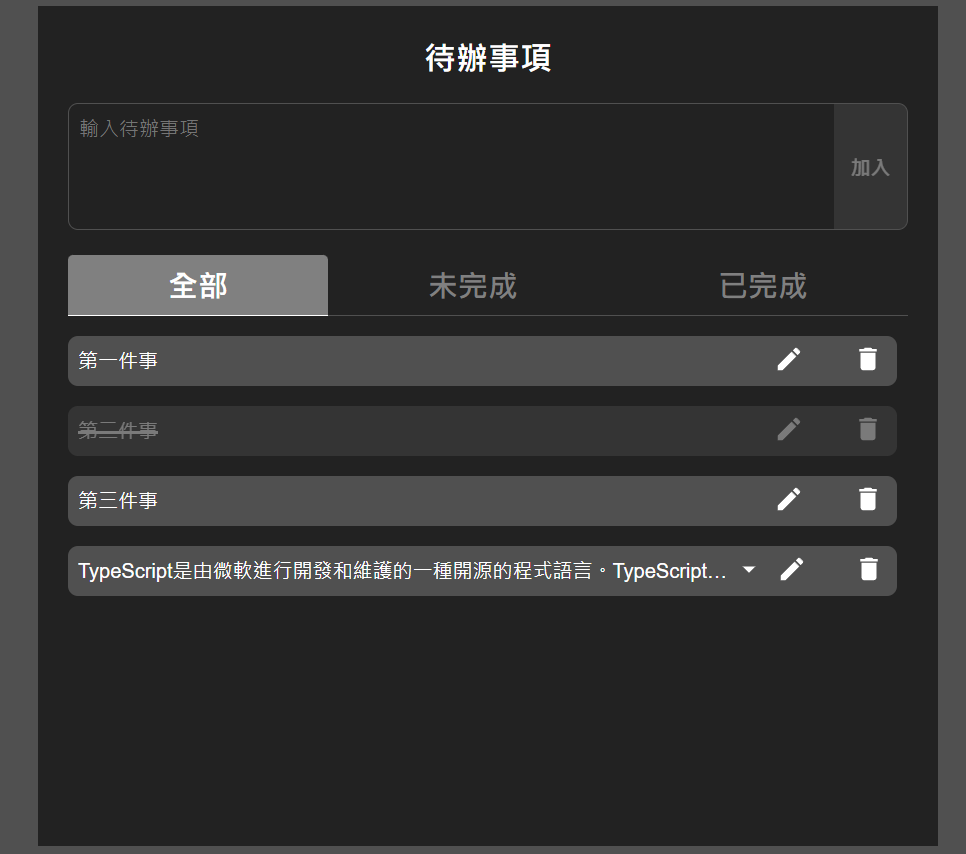 待辦事項
輸入待辦事項
加入
全部 未完成 已完成
第一件事
第二件事
第三件事
TypeScript是由微軟進行開發和維護的一種開源的程式語言。TypeScript…